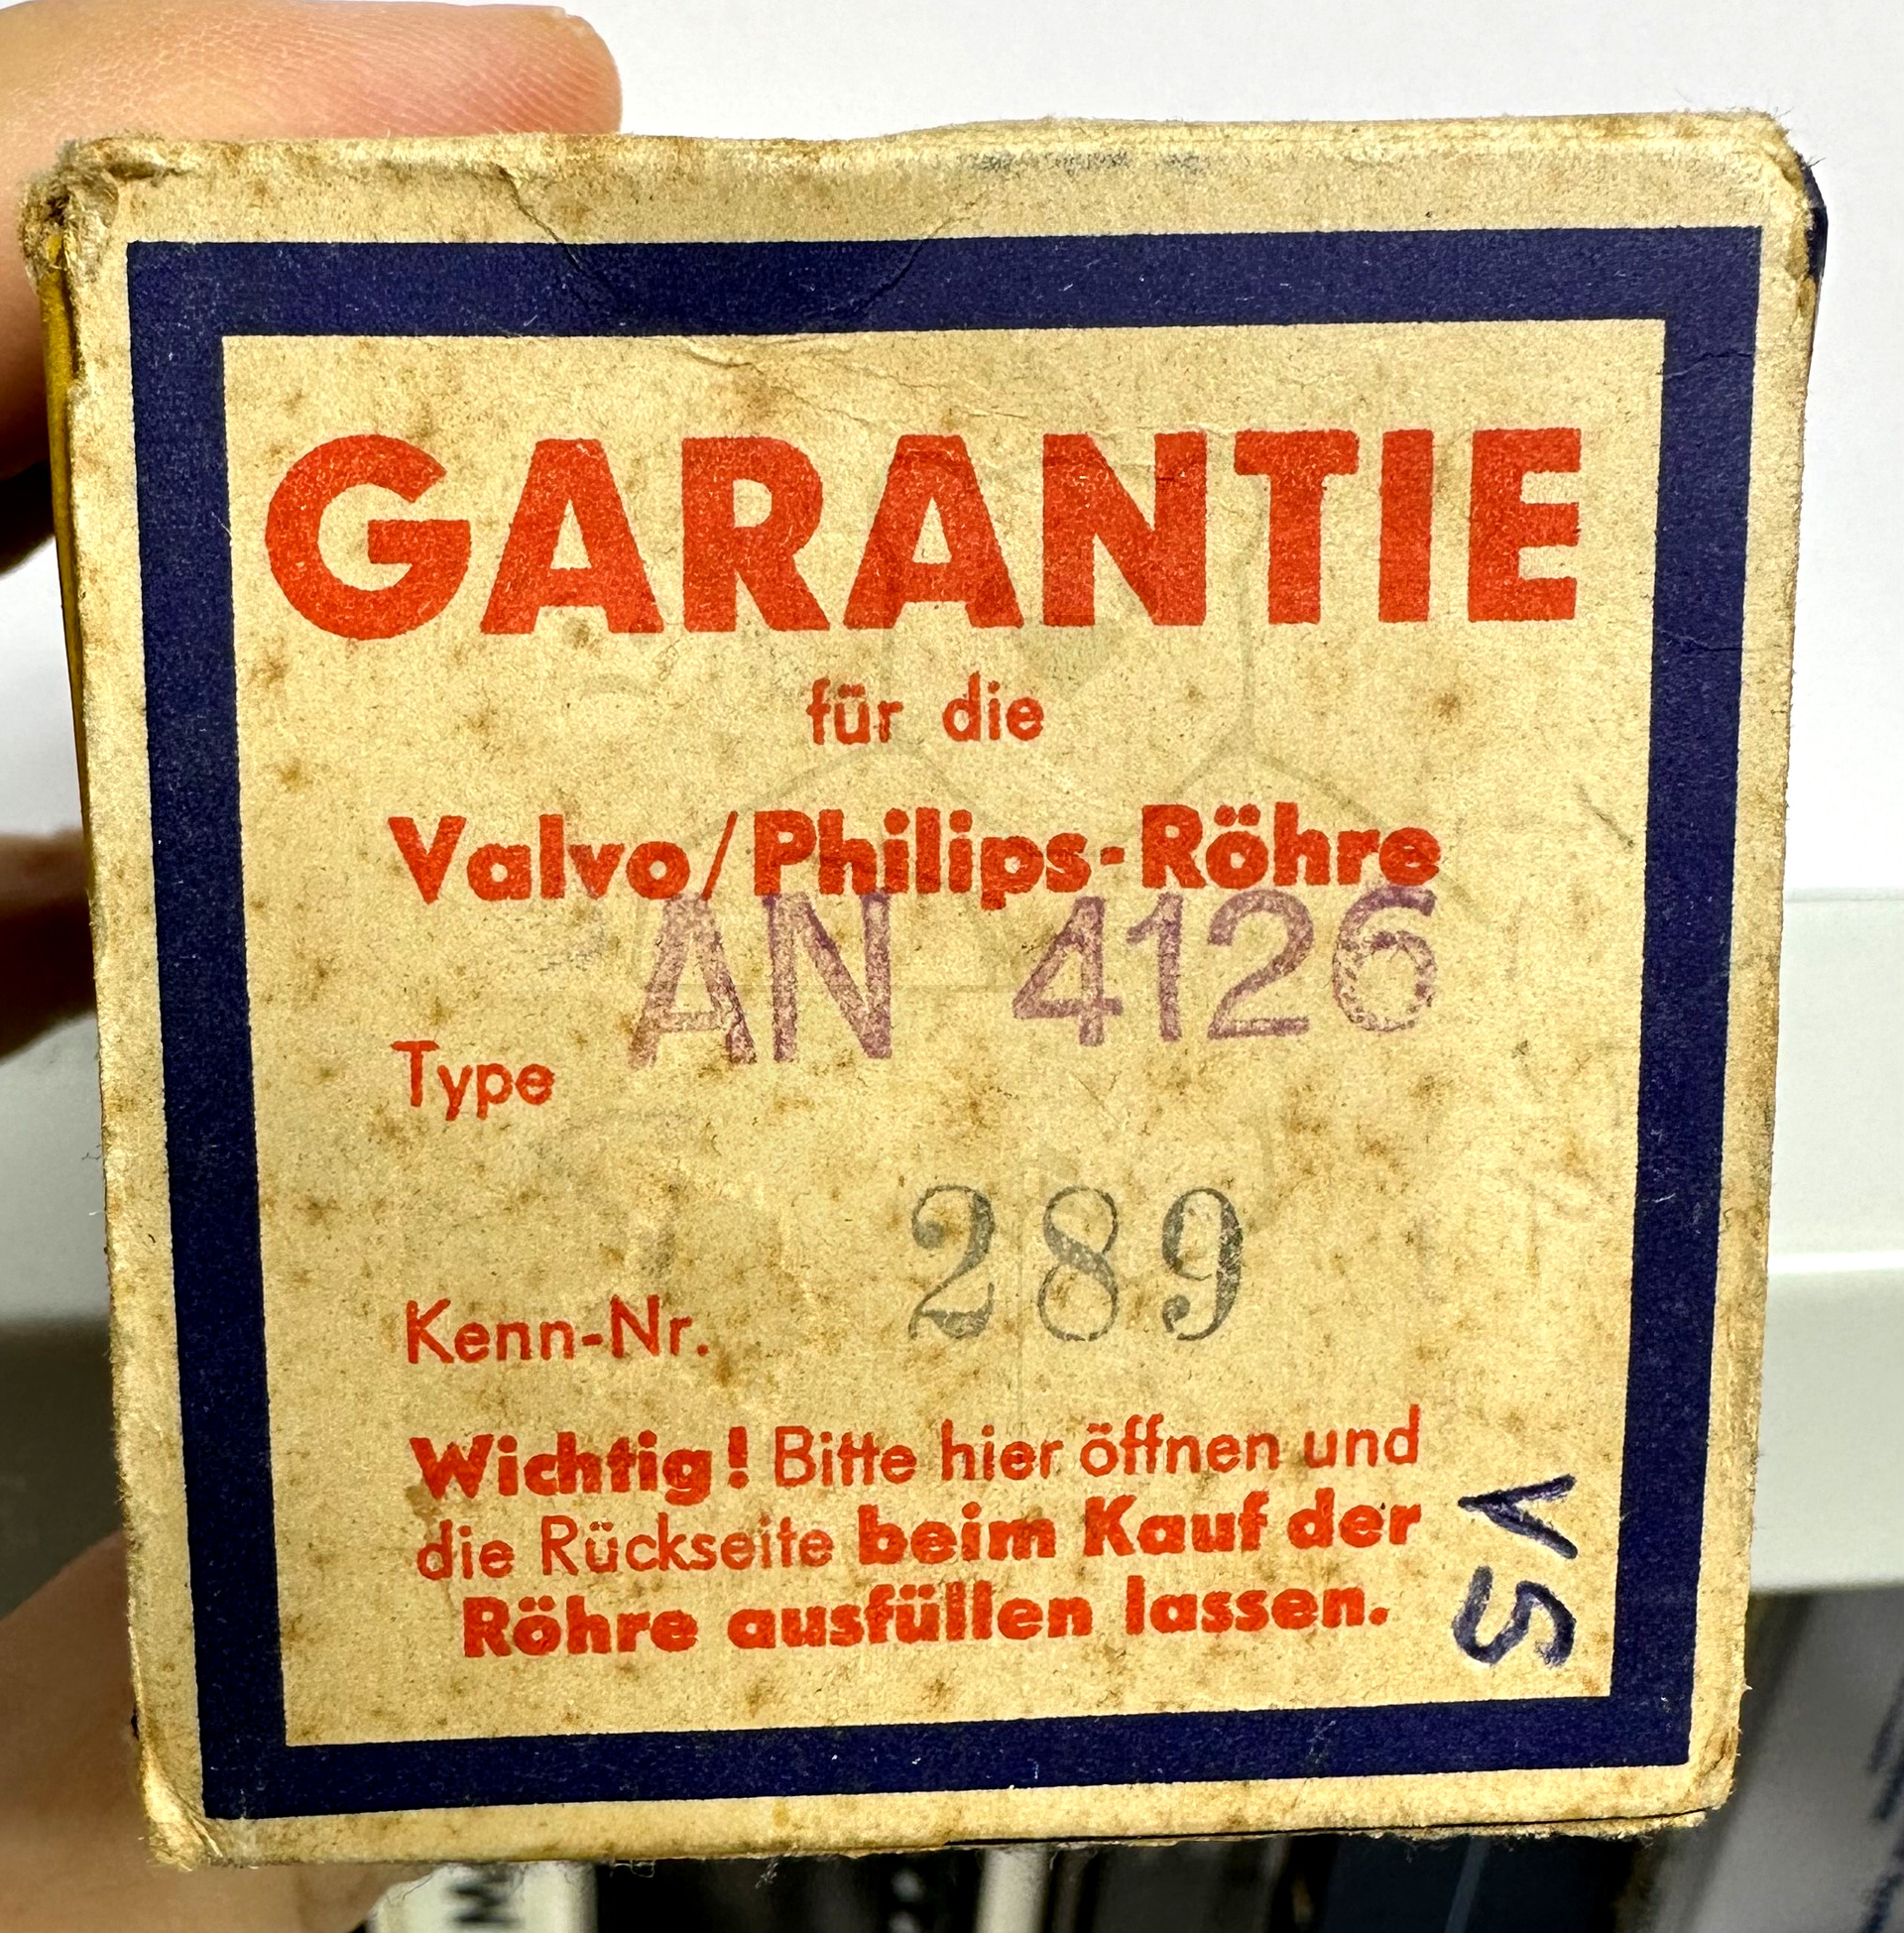 GARANTIE
für die
Valvo/Philips-Röhre
AN 4126
Type
289
Kenn-Nr.
Wichtig! Bitte hier öffnen und
die Rückseite beim Kauf der
Röhre ausfüllen lassen.
V5